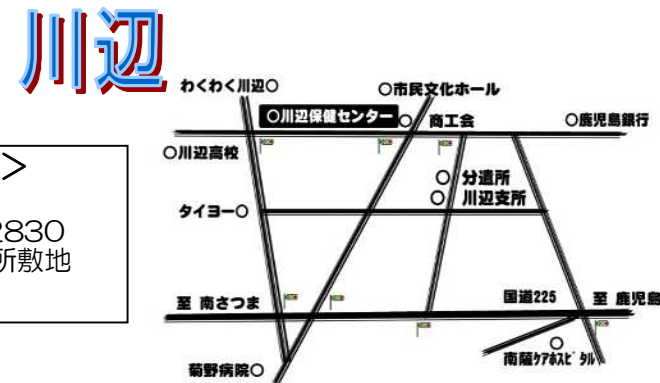 川辺
わくわく川辺○
○市民文化ホール
○川辺保健センター
○ 商工会
○鹿児島銀行
○川辺高校
>
○ 分遣所
○ 川辺支所
タイヨー○
2830
所敷地
至 南さつま
国道225
至 鹿児島
菊野病院○
○
南薩ケアホスピタル